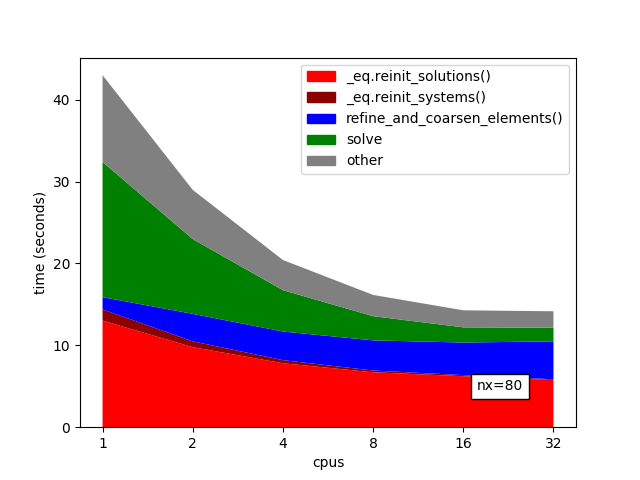 _eq.reinit_solutions()
_eq.reinit_systems()
refine_and_coarsen_elements()
solve
other
40
30
20
10
0
time (seconds)
nx=80
1 2 4 8 16 32
cpus